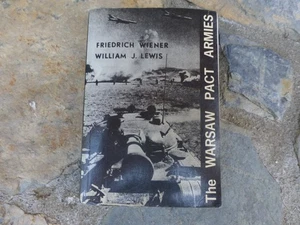 FRIEDRICH WIENER
WILLIAM J. LEWIS
The WARSAW PACT ARMIES